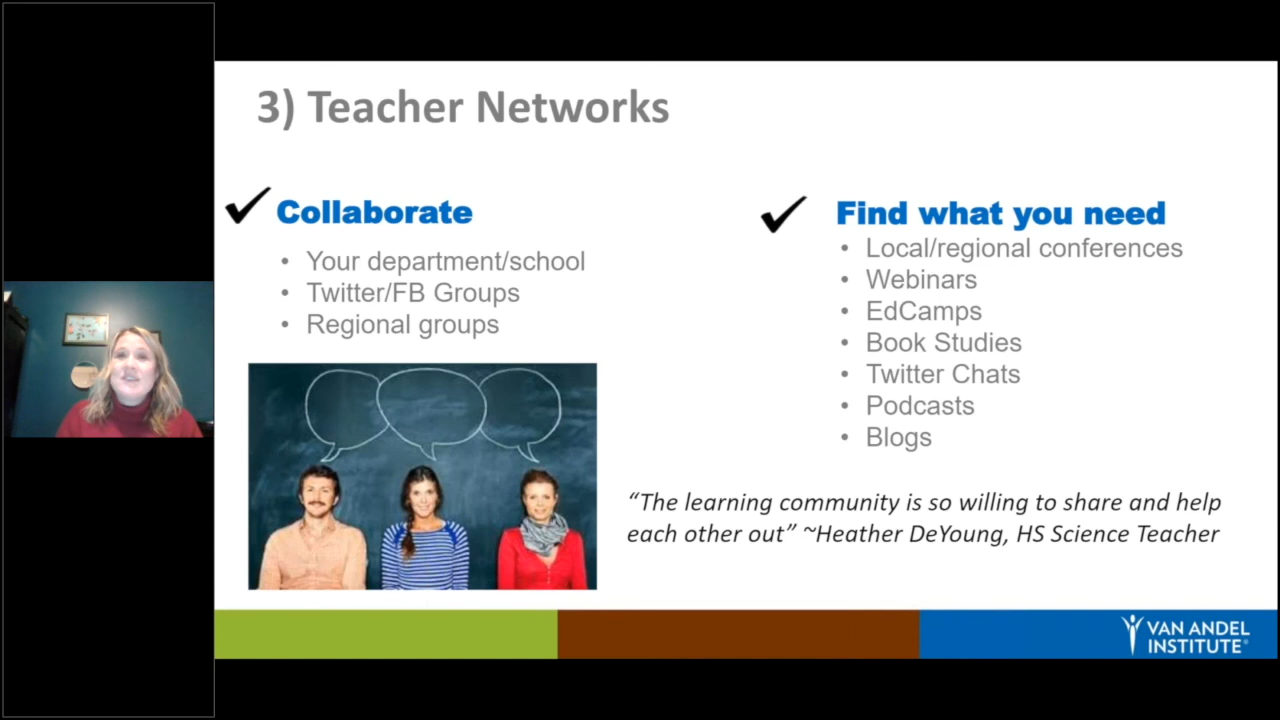 3) Teacher Networks
Collaborate
• Your department/school
• Twitter/FB Groups
• Regional groups
Find what you need
• Local/regional conferences
• Webinars
• EdCamps
• Book Studies
• Twitter Chats
• Podcasts
• Blogs
“The learning community is so willing to share and help
each other out” ~Heather DeYoung, HS Science Teacher
VAN ANDEL
INSTITUTE®